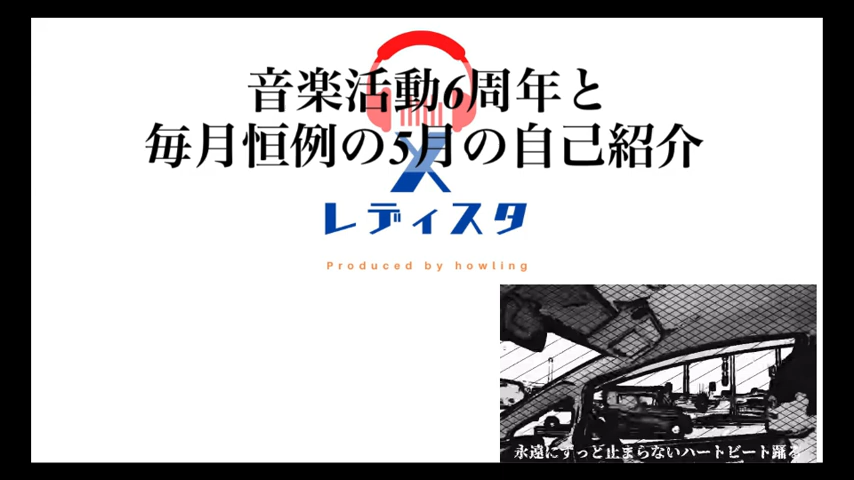 音楽活動6周年と
毎月恒例の5月の自己紹介
レディスタ
Produced by howling
永遠にずっと止まらないハートビート踊る